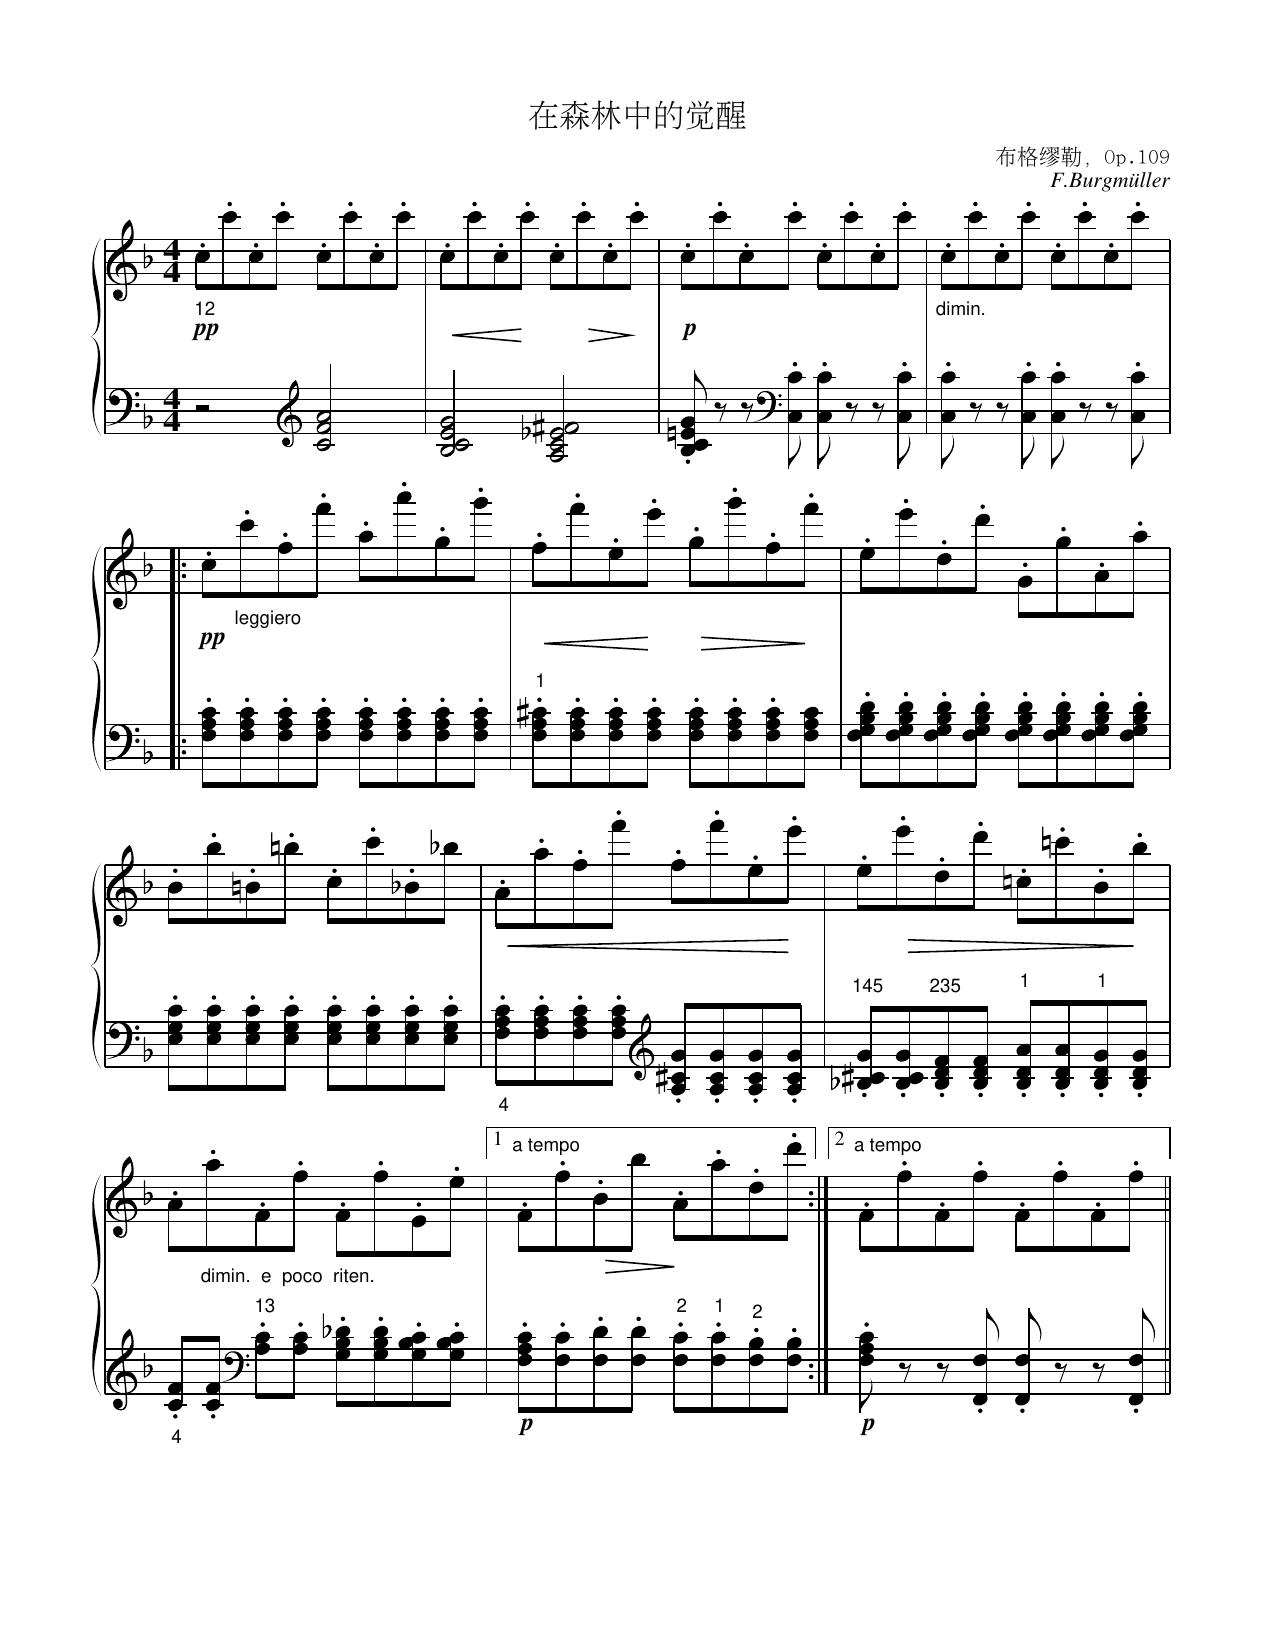 在森林中的觉醒
布格缪勒, Op.109
F.Burgmüller
4
4
12
pp
p
dimin.
4
4
leggiero
pp
1
145 235 1 1
4
1 a tempo
2 a tempo
dimin. e poco riten.
13
2 1 2
p
p
4